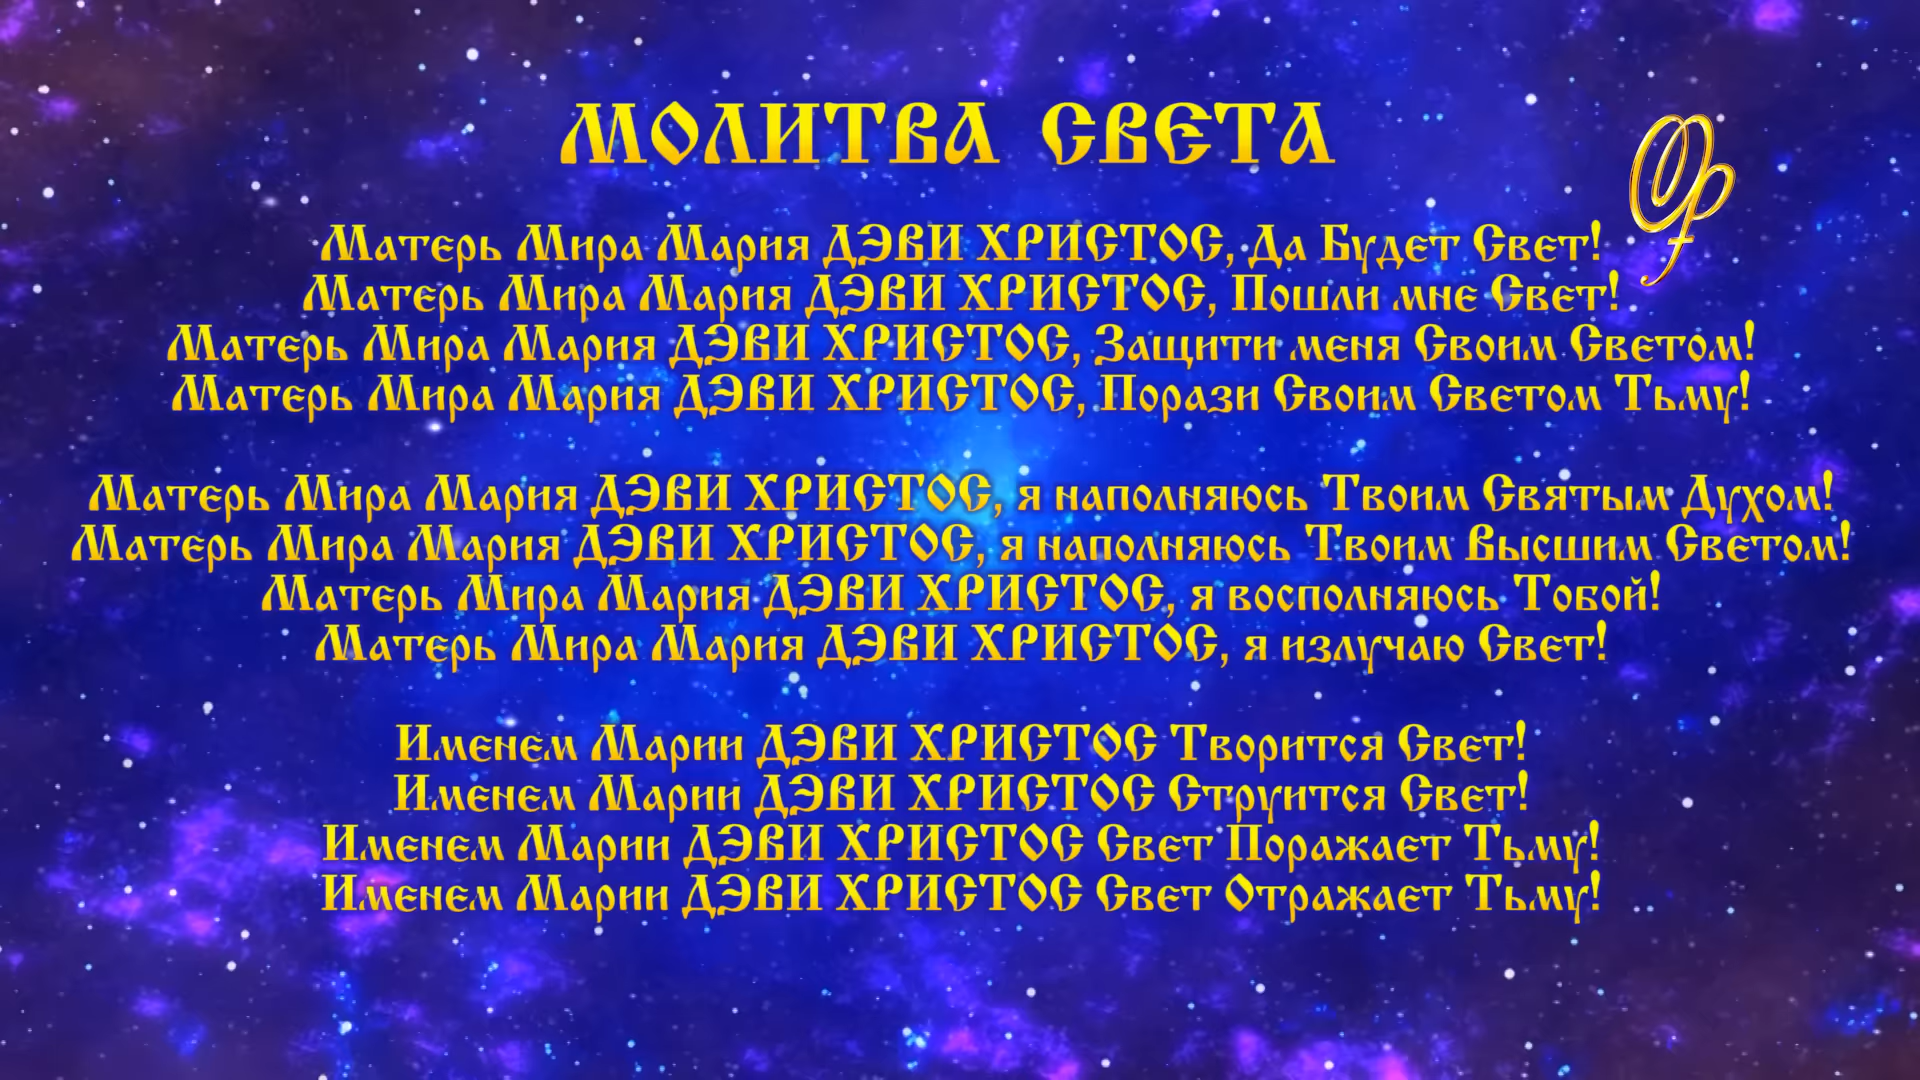 МОЛИТВА СВЕТА
Матерь Мира Мария ДЭВИ ХРИСТОС, Да Будет Свет!
Матерь Мира Мария ДЭВИ ХРИСТОС, Пошли мне Свет!
Матерь Мира Мария ДЭВИ ХРИСТОС, Защити меня Своим Светом!
Матерь Мира Мария ДЭВИ ХРИСТОС, Порази Своим Светом Тьму!
Матерь Мира Мария ДЭВИ ХРИСТОС, я наполняюсь Твоим Святым Духом!
Матерь Мира Мария ДЭВИ ХРИСТОС, я наполняюсь Твоим Высшим Светом!
Матерь Мира Мария ДЭВИ ХРИСТОС, я восполняюсь Тобой!
Матерь Мира Мария ДЭВИ ХРИСТОС, я излучаю Свет!
Именем Марии ДЭВИ ХРИСТОС Творится Свет!
Именем Марии ДЭВИ ХРИСТОС Струится Свет!
Именем Марии ДЭВИ ХРИСТОС Свет Поражает Тьму!
Именем Марии ДЭВИ ХРИСТОС Свет Отражает Тьму!